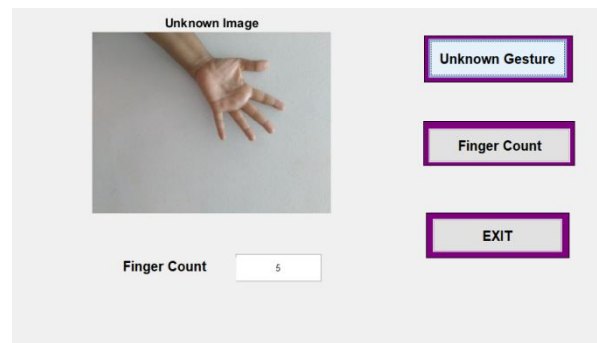 Unknown Image
Unknown Gesture
Finger Count
EXIT
Finger Count 5